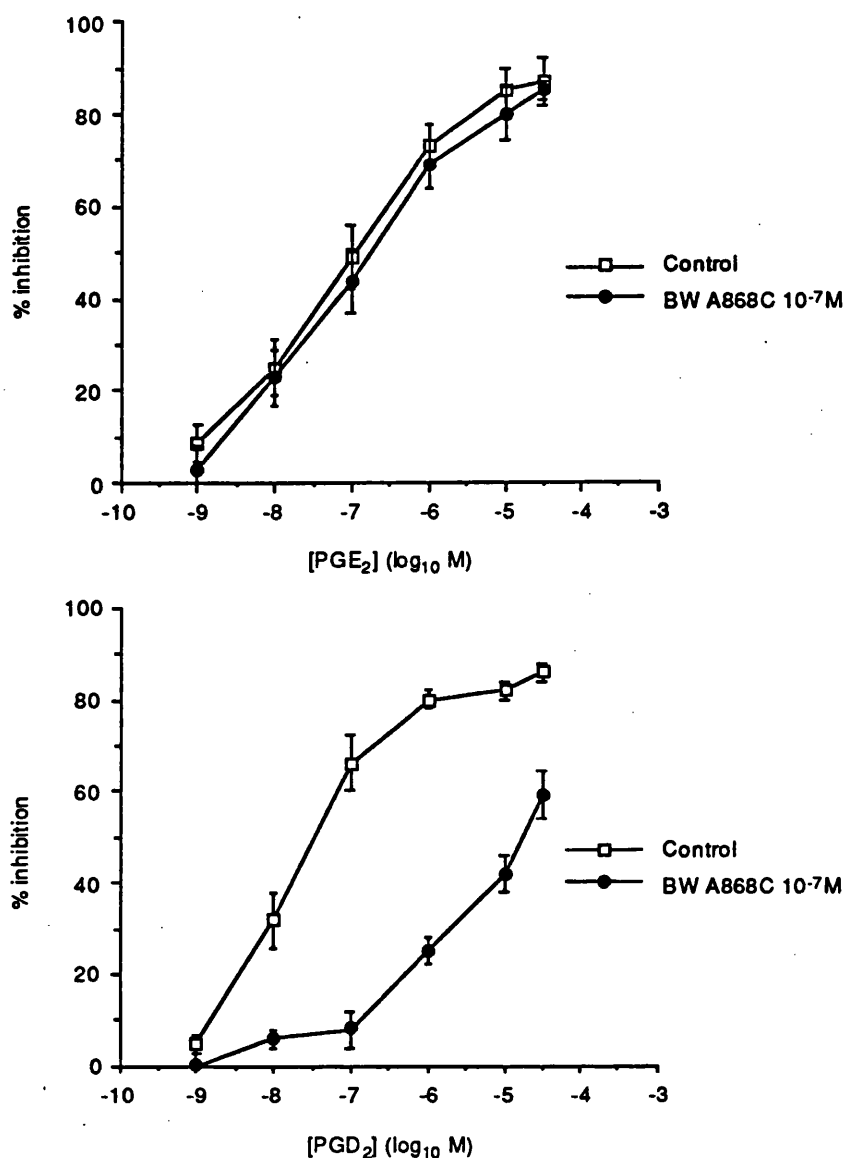 100
80
60
40
20
0
% inhibition
-10 -9 -8 -7 -6 -5 -4 -3
[PGE₂] (log₁₀ M)
Control
BW A868C 10⁻⁷M
100
80
60
40
20
0
% inhibition
-10 -9 -8 -7 -6 -5 -4 -3
[PGD₂] (log₁₀ M)
Control
BW A868C 10⁻⁷M